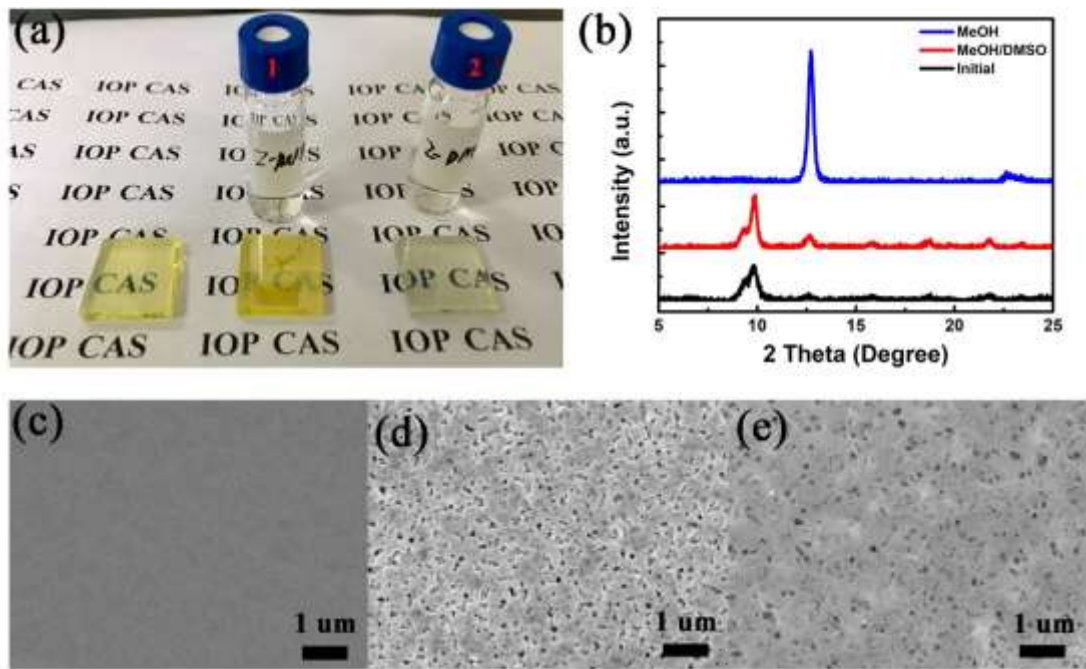 (a)
1
2
CAS IOP CAS IOP CAS
IOP CAS IOP CAS
IOP CAS
IOP CAS
IOP CAS
IOP CAS
IOP CAS
IOP CAS IOP CAS IOP CAS
(b)
MeOH
MeOH/DMSO
Initial
Intensity (a.u.)
5 10 15 20 25
2 Theta (Degree)
(c)
1 um
(d)
1 um
(e)
1 um